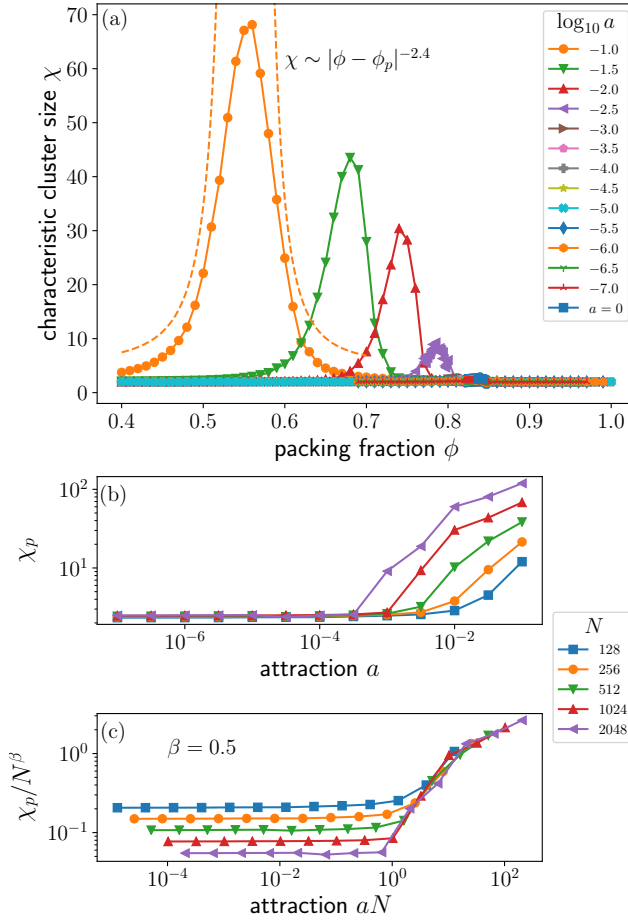 (a)
χ ∼ |ϕ − ϕ_p|^{−2.4}
characteristic cluster size χ
70
60
50
40
30
20
10
0
0.4 0.5 0.6 0.7 0.8 0.9 1.0
packing fraction ϕ
log₁₀ a
−1.0
−1.5
−2.0
−2.5
−3.0
−3.5
−4.0
−4.5
−5.0
−5.5
−6.0
−6.5
−7.0
a = 0
(b)
χ_p
10²
10¹
10⁻⁶ 10⁻⁴ 10⁻²
attraction a
N
128
256
512
1024
2048
(c)
β = 0.5
χ_p/N^β
10⁰
10⁻¹
10⁻⁴ 10⁻² 10⁰ 10²
attraction aN